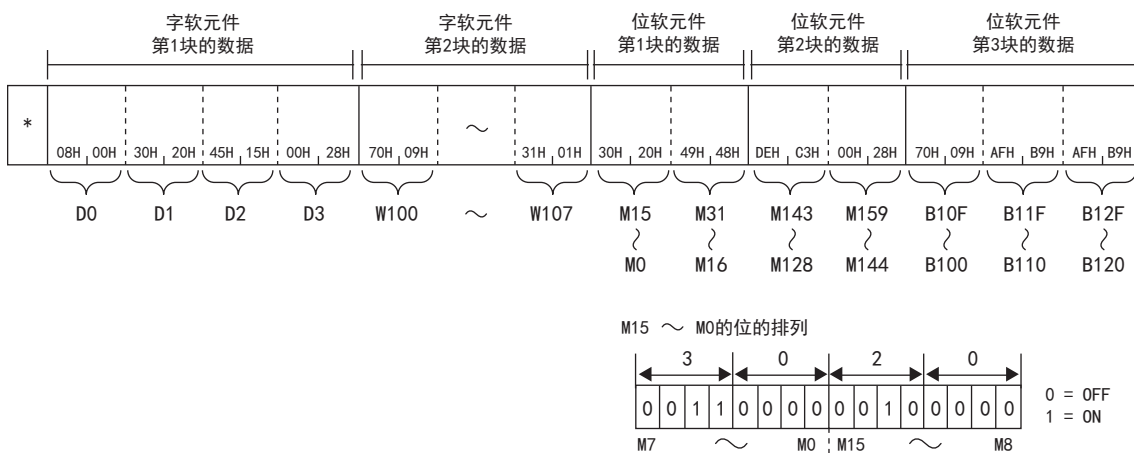 字软元件 字软元件 位软元件 位软元件 位软元件
第1块的数据 第2块的数据 第1块的数据 第2块的数据 第3块的数据
* ～
08H 00H 30H 20H 45H 15H 00H 28H 70H 09H 31H 01H 30H 20H 49H 48H DEH C3H 00H 28H 70H 09H AFH B9H AFH B9H
D0 D1 D2 D3 W100 ～ W107 M15 M31 M143 M159 B10F B11F B12F
～ ～ ～ ～ ～ ～ ～
M0 M16 M128 M144 B100 B110 B120
M15 ～ M0的位的排列
3 0 2 0
0 0 1 1 0 0 0 0 0 0 1 0 0 0 0 0
0 = OFF
1 = ON
M7 ～ M0 M15 ～ M8